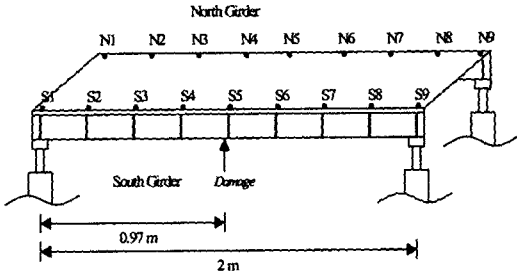 North Girder
N1 N2 N3 N4 N5 N6 N7 N8 N9
S1 S2 S3 S4 S5 S6 S7 S8 S9
South Girder Damage
0.97 m
2 m